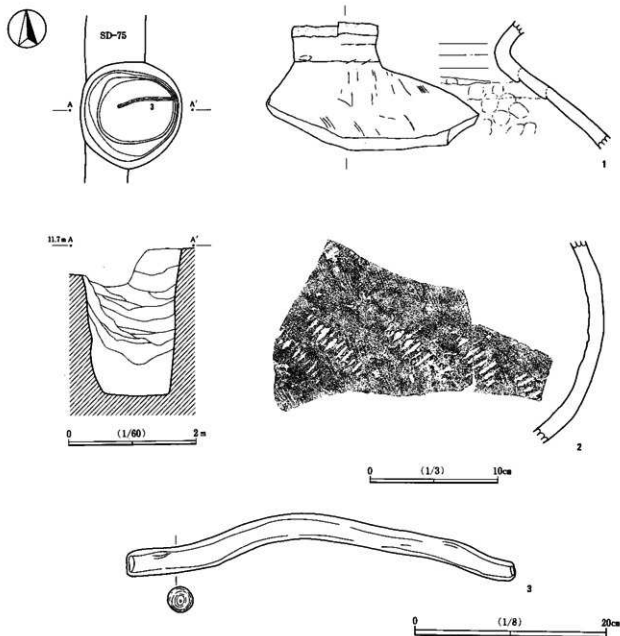 SD-75
A
3
A'
1
11.7m A
A'
0 (1/60) 2 m
2
0 (1/3) 10cm
3
0 (1/8) 20cm